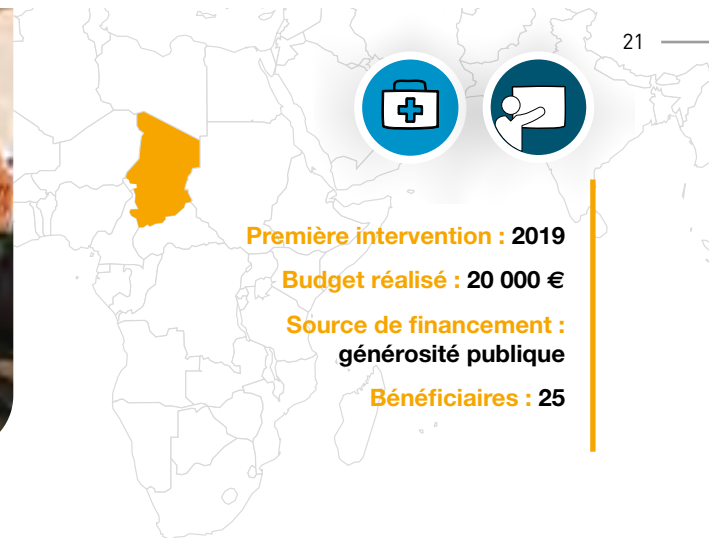 21
Première intervention : 2019
Budget réalisé : 20 000 €
Source de financement :
générosité publique
Bénéficiaires : 25